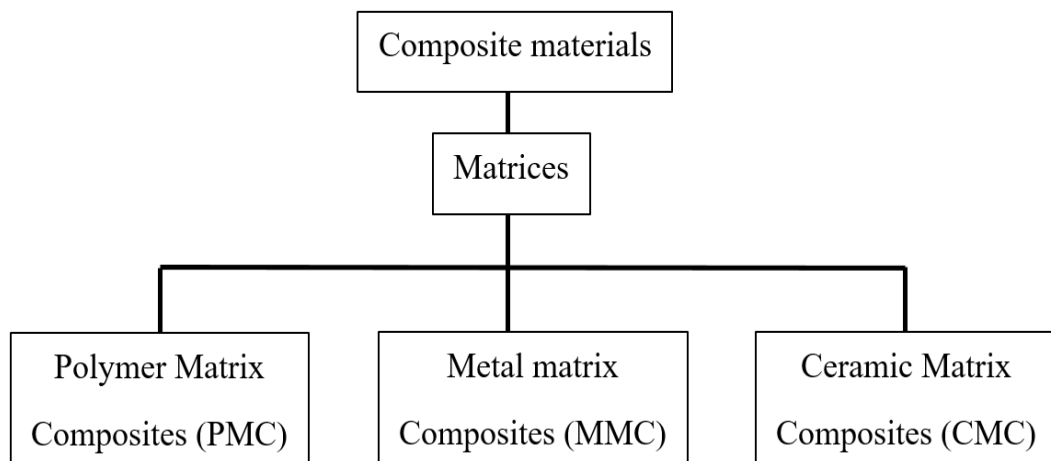 Composite materials
Matrices
Polymer Matrix
Composites (PMC)
Metal matrix
Composites (MMC)
Ceramic Matrix
Composites (CMC)